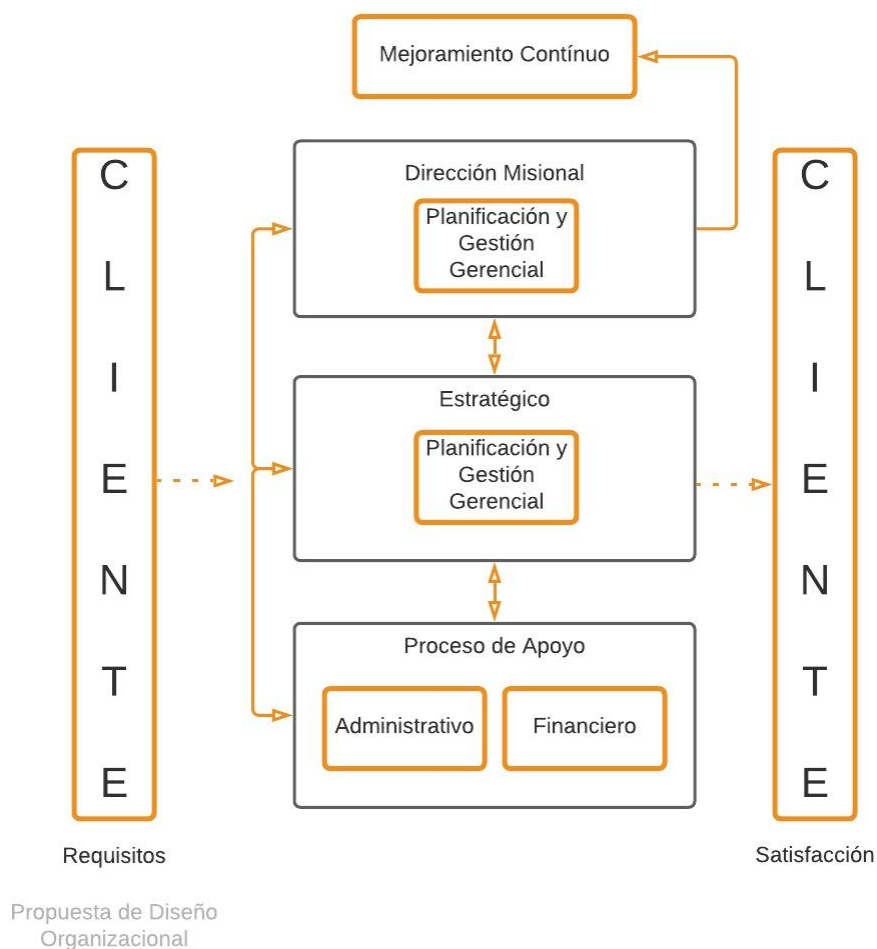 Mejoramiento Contínuo
C
L
I
E
N
T
E
Requisitos
Dirección Misional
Planificación y
Gestión
Gerencial
Estratégico
Planificación y
Gestión
Gerencial
Proceso de Apoyo
Administrativo
Financiero
C
L
I
E
N
T
E
Satisfacción
Propuesta de Diseño
Organizacional